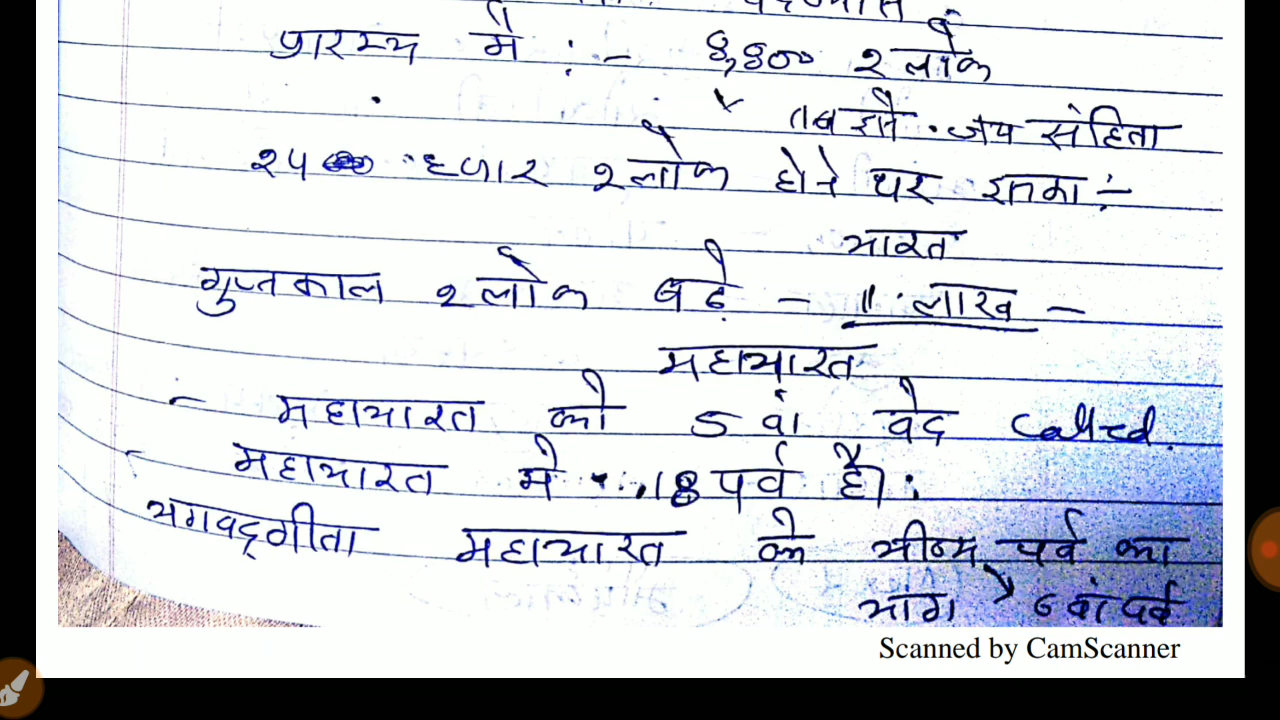 प्रारम्भ में :- 8,800 श्लोक
तब इसे जय संहिता
24 हजार श्लोक होने पर इसका :-
भारत
गुप्तकाल श्लोक बढे - 1 लाख -
महाभारत
- महाभारत को 5 वां वेद called.
- महाभारत में 18 पर्व है।
भगवद्गीता महाभारत के भीष्म पर्व का
भाग → 6 वां पर्व
Scanned by CamScanner